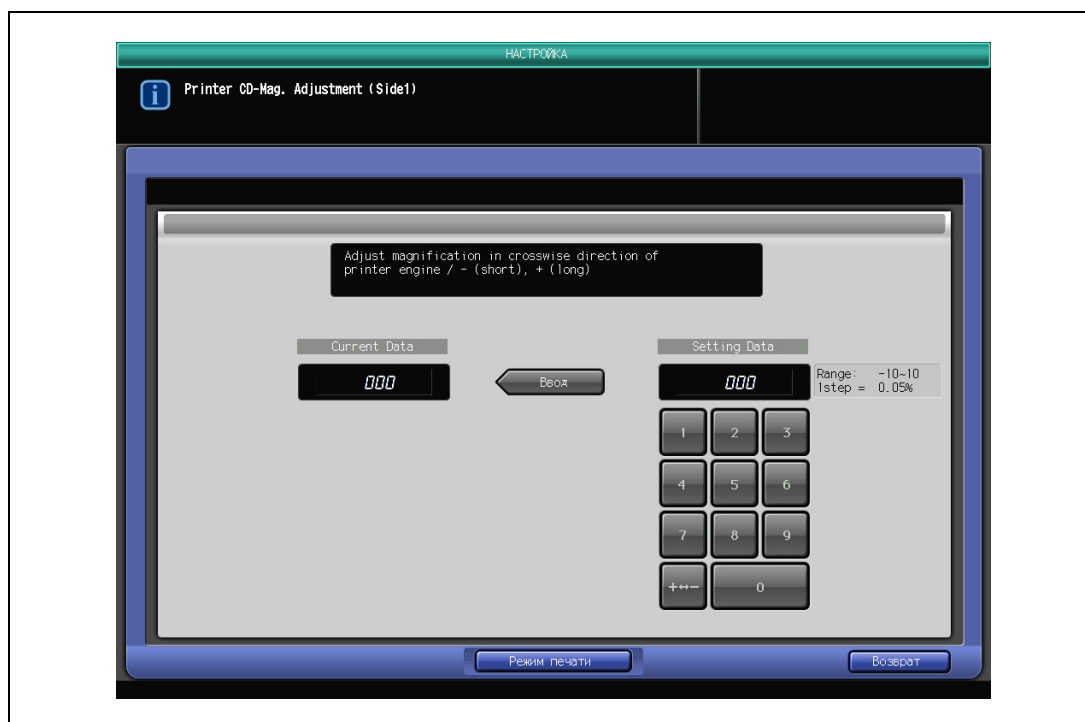 НАСТРОЙКА
Printer CD-Mag. Adjustment (Side1)
Adjust magnification in crosswise direction of
printer engine / - (short), + (long)
Current Data
Setting Data
000
Ввод
000
Range: -10~10
1step = 0.05%
1 2 3
4 5 6
7 8 9
+↔- 0
Режим печати
Возврат